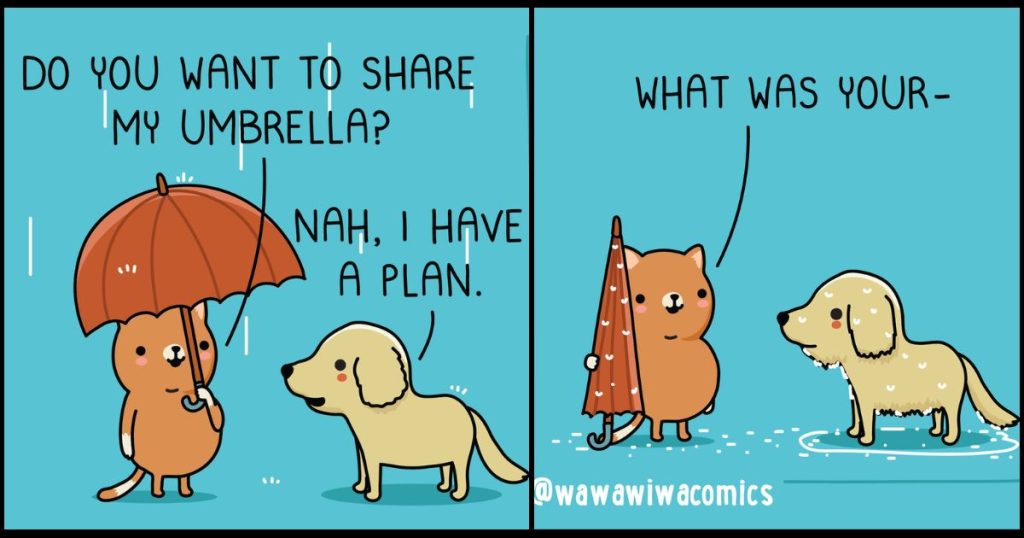 DO YOU WANT TO SHARE
MY UMBRELLA?
NAH, I HAVE
A PLAN.
WHAT WAS YOUR-
@wawawiwacomics